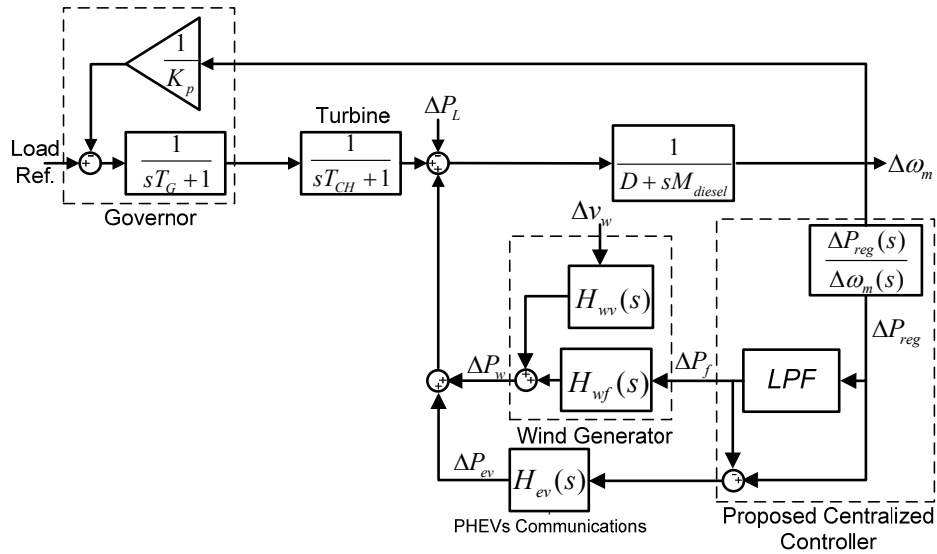 1
K_p
Turbine
ΔP_L
Load
Ref.
1
sT_G + 1
1
sT_CH + 1
1
D + sM_diesel
Δω_m
Governor
Δv_w
ΔP_reg(s)
Δω_m(s)
H_wv(s)
ΔP_reg
ΔP_w
H_wf(s)
ΔP_f
LPF
Wind Generator
ΔP_ev
H_ev(s)
PHEVs Communications
Proposed Centralized
Controller